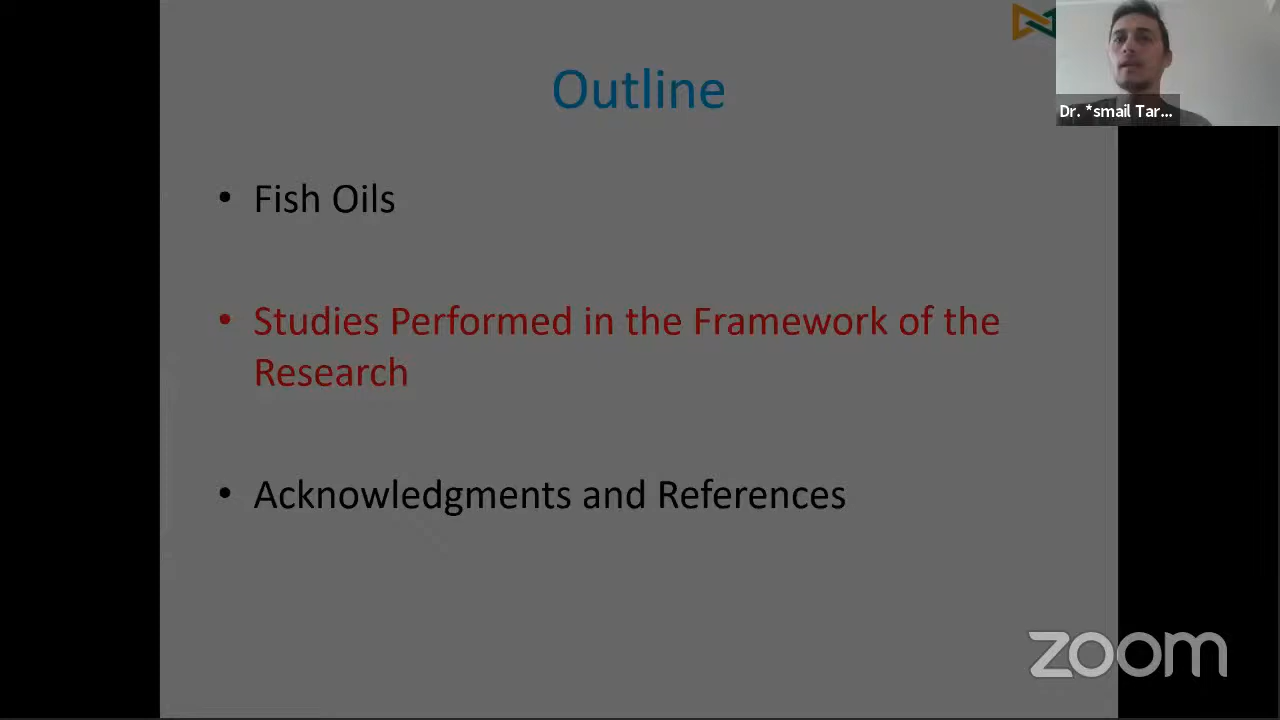 Outline
Dr. *smail Tar...
• Fish Oils
• Studies Performed in the Framework of the
Research
• Acknowledgments and References
zoom